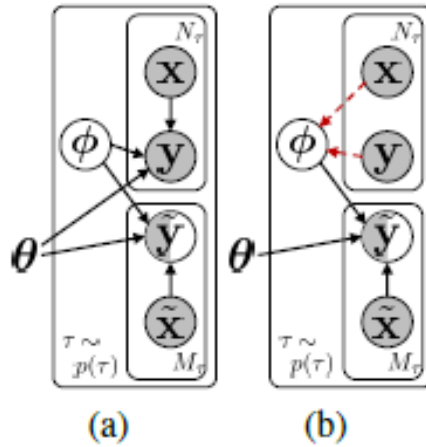 N_τ N_τ
x x
ϕ y ϕ y
θ ỹ θ ỹ
x̃ x̃
τ ∼ τ ∼
p(τ) M_τ p(τ) M_τ
(a) (b)